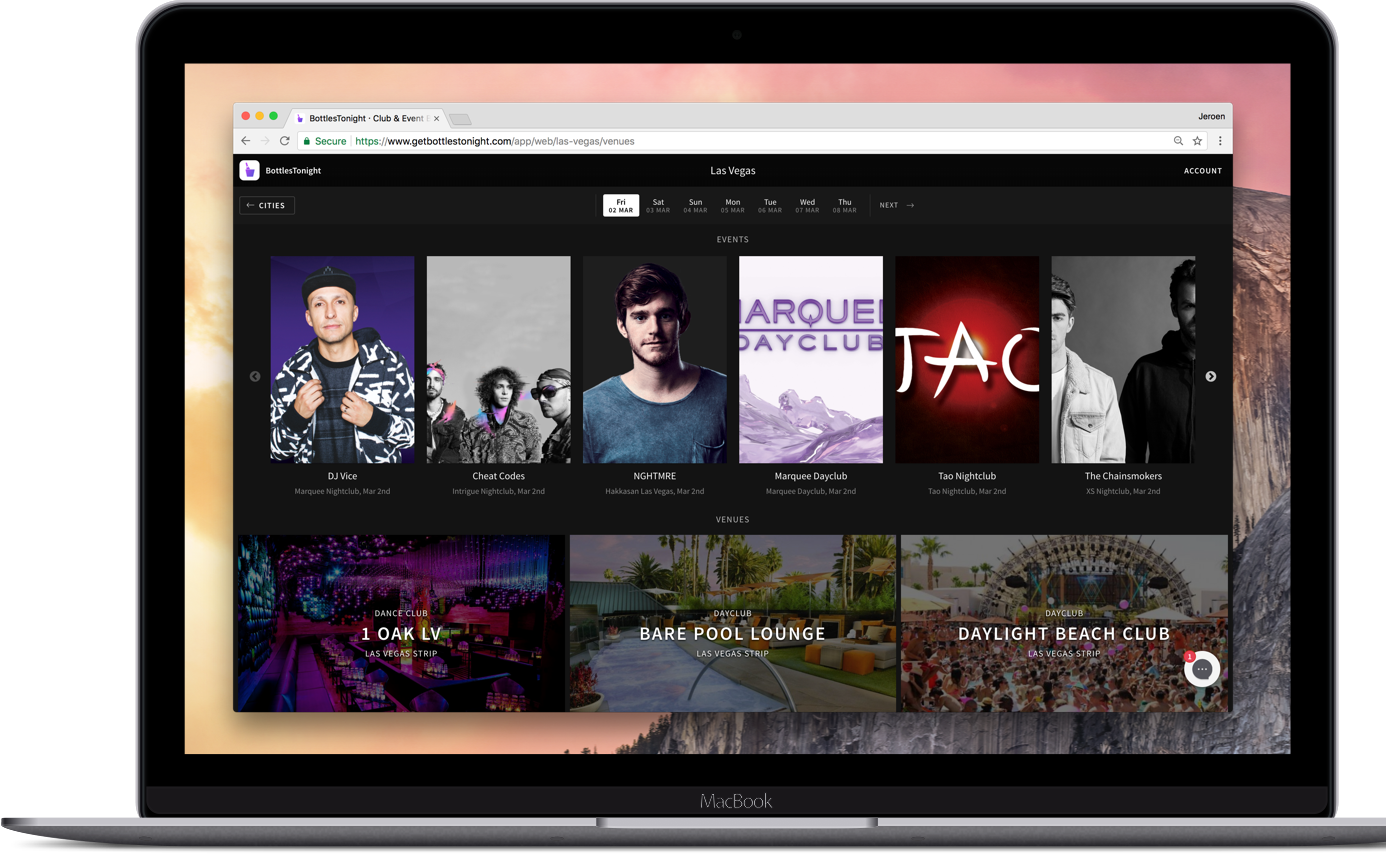 BottlesTonight · Club & Event
Jeroen
Secure
https://www.getbottlestonight.com/app/web/las-vegas/venues
BottlesTonight
Las Vegas
ACCOUNT
← CITIES
Fri
02 MAR
Sat
03 MAR
Sun
04 MAR
Mon
05 MAR
Tue
06 MAR
Wed
07 MAR
Thu
08 MAR
NEXT →
EVENTS
MARQUEE
DAYCLUB
TAO
DJ Vice
Marquee Nightclub, Mar 2nd
Cheat Codes
Intrigue Nightclub, Mar 2nd
NGHTMRE
Hakkasan Las Vegas, Mar 2nd
Marquee Dayclub
Marquee Dayclub, Mar 2nd
Tao Nightclub
Tao Nightclub, Mar 2nd
The Chainsmokers
XS Nightclub, Mar 2nd
VENUES
DANCE CLUB
1 OAK LV
LAS VEGAS STRIP
DAYCLUB
BARE POOL LOUNGE
LAS VEGAS STRIP
DAYCLUB
DAYLIGHT BEACH CLUB
LAS VEGAS STRIP
1
MacBook